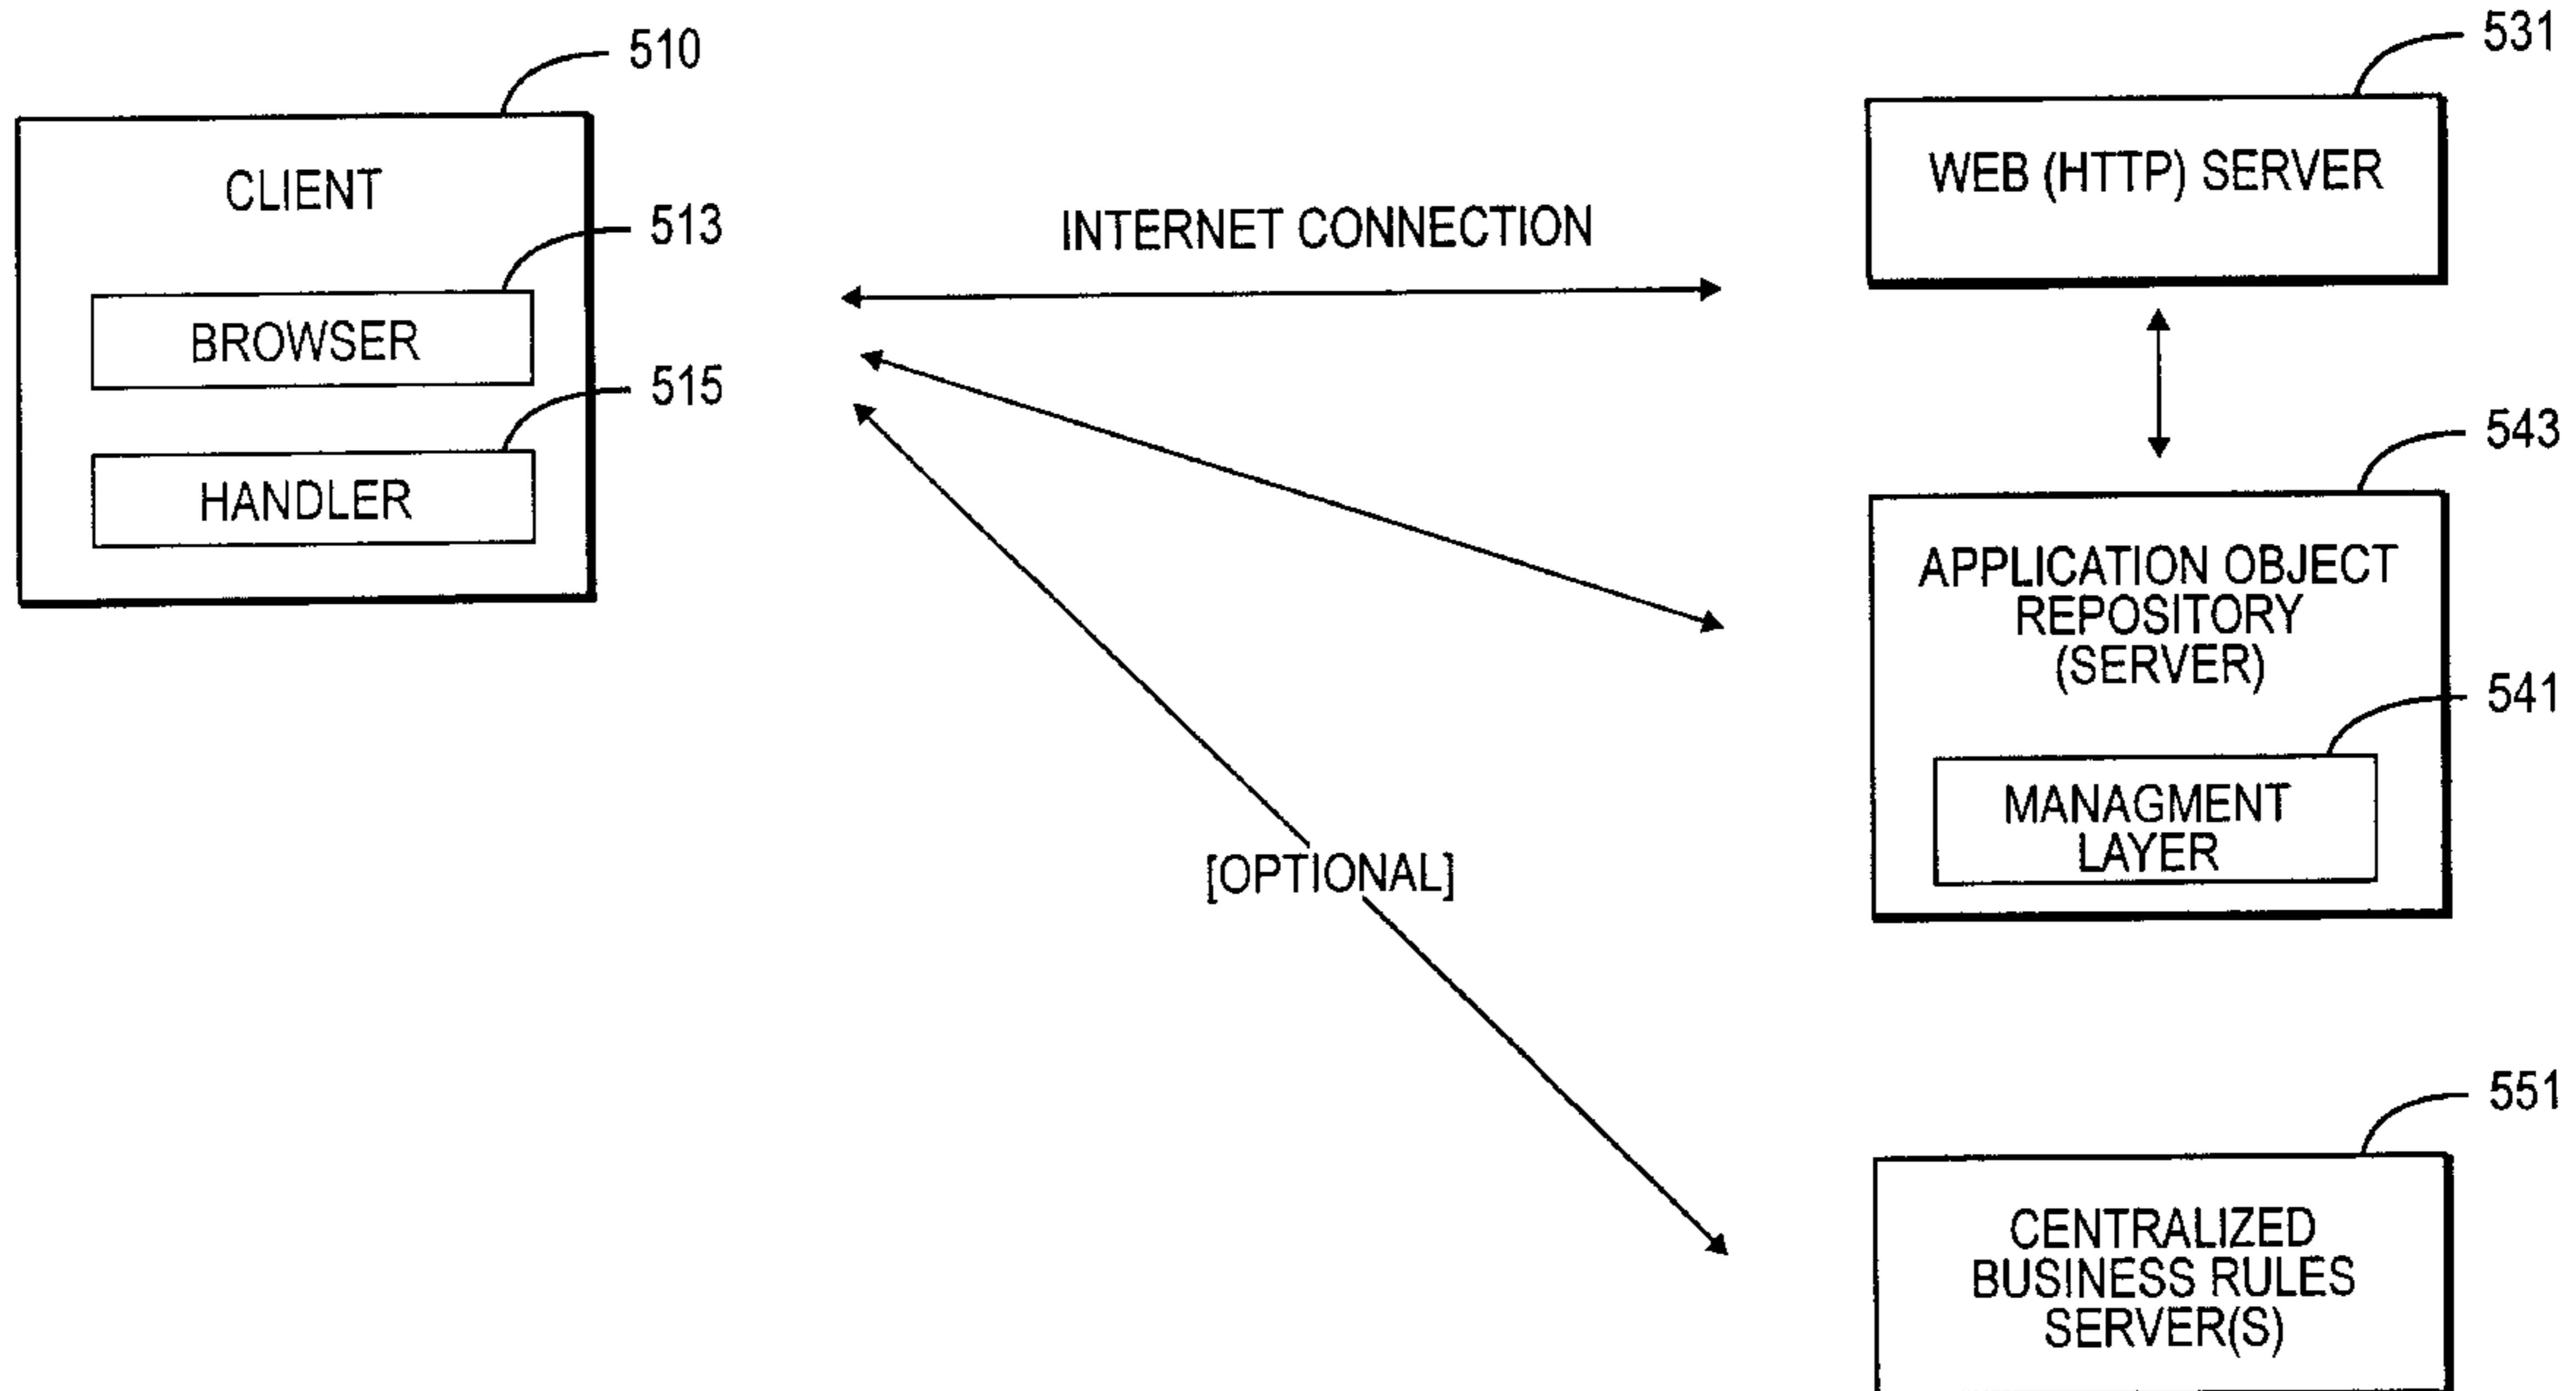 510
CLIENT
513
BROWSER
515
HANDLER
INTERNET CONNECTION
[OPTIONAL]
531
WEB (HTTP) SERVER
543
APPLICATION OBJECT
REPOSITORY
(SERVER)
541
MANAGMENT
LAYER
551
CENTRALIZED
BUSINESS RULES
SERVER(S)